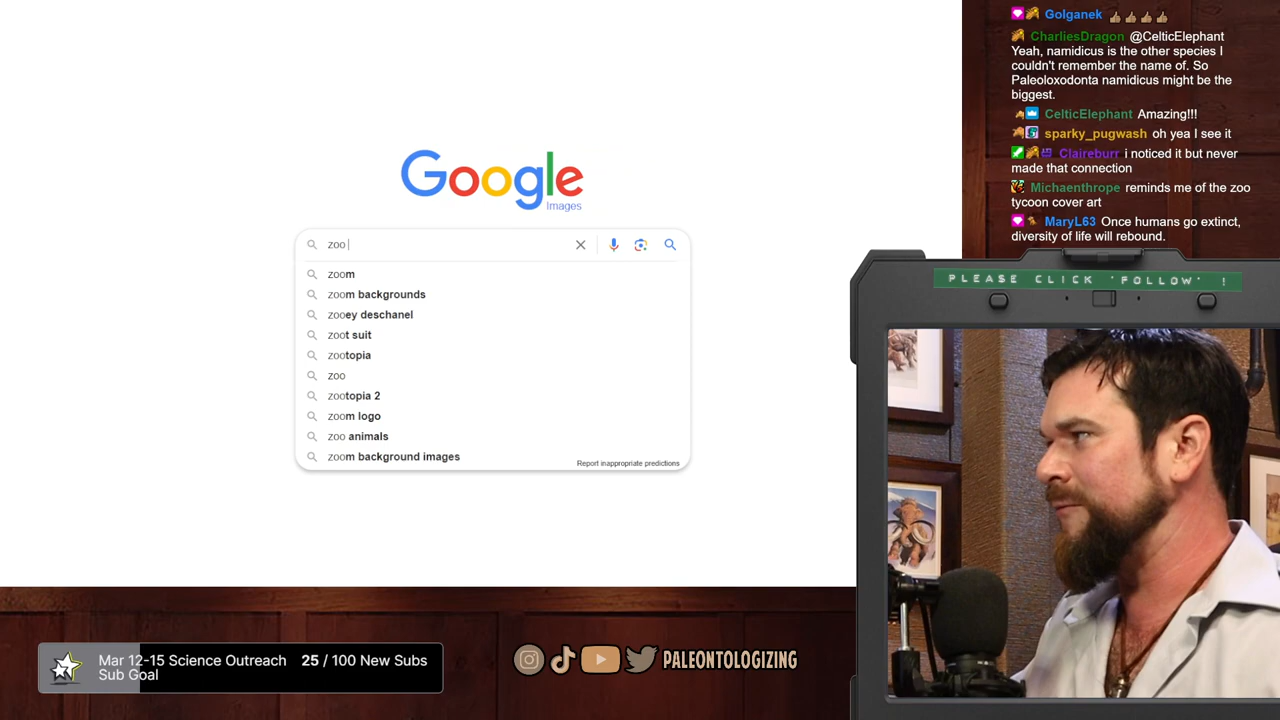 Google
Images
zoo
zoom
zoom backgrounds
zooey deschanel
zoot suit
zootopia
zoo
zootopia 2
zoom logo
zoo animals
zoom background images
Report inappropriate predictions
Golganek
CharliesDragon @CelticElephant
Yeah, namidicus is the other species I
couldn't remember the name of. So
Paleoloxodonta namidicus might be the
biggest.
CelticElephant Amazing!!!
sparky_pugwash oh yea I see it
Claireburr i noticed it but never
made that connection
Michaenthrope reminds me of the zoo
tycoon cover art
MaryL63 Once humans go extinct,
diversity of life will rebound.
PLEASE CLICK 'FOLLOW' !
Mar 12-15 Science Outreach 25 / 100 New Subs
Sub Goal
PALEONTOLOGIZING